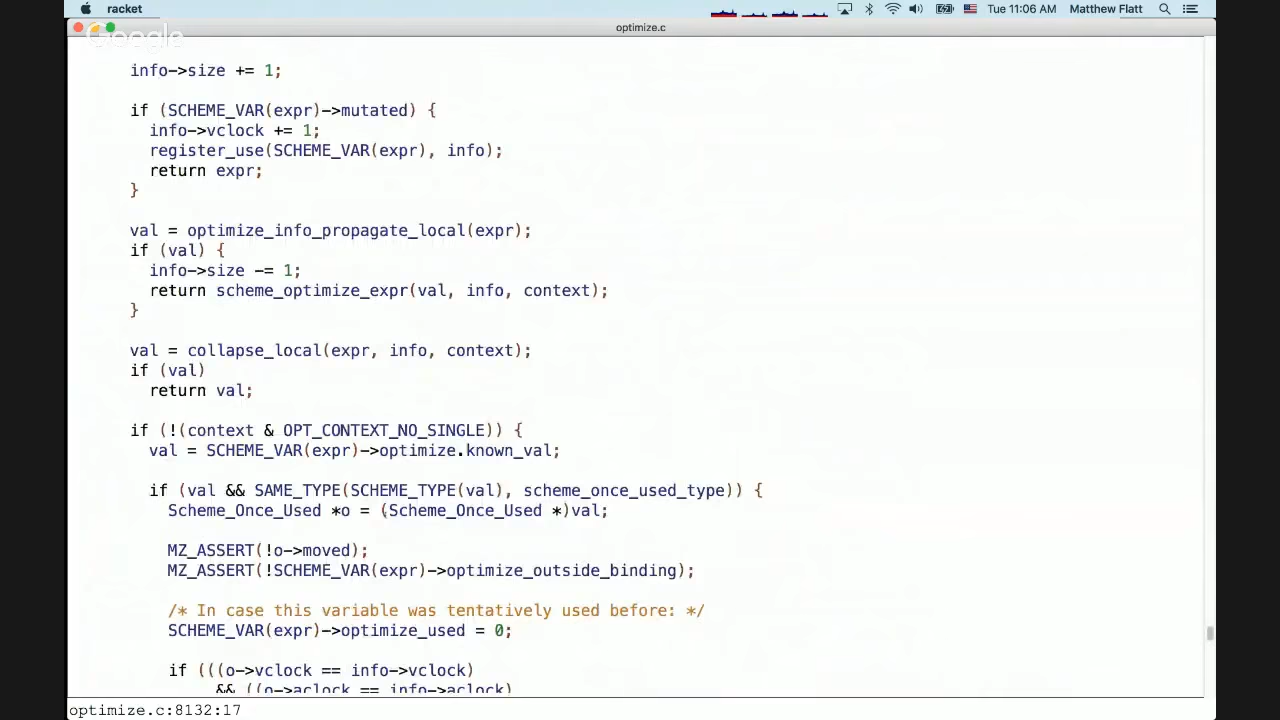 racket
Tue 11:06 AM Matthew Flatt
optimize.c
Google
info->size += 1;
if (SCHEME_VAR(expr)->mutated) {
info->vclock += 1;
register_use(SCHEME_VAR(expr), info);
return expr;
}
val = optimize_info_propagate_local(expr);
if (val) {
info->size -= 1;
return scheme_optimize_expr(val, info, context);
}
val = collapse_local(expr, info, context);
if (val)
return val;
if (!(context & OPT_CONTEXT_NO_SINGLE)) {
val = SCHEME_VAR(expr)->optimize.known_val;
if (val && SAME_TYPE(SCHEME_TYPE(val), scheme_once_used_type)) {
Scheme_Once_Used *o = (Scheme_Once_Used *)val;
MZ_ASSERT(!o->moved);
MZ_ASSERT(!SCHEME_VAR(expr)->optimize_outside_binding);
/* In case this variable was tentatively used before: */
SCHEME_VAR(expr)->optimize_used = 0;
if (((o->vclock == info->vclock)
&& ((o->aclock == info->aclock)
optimize.c:8132:17